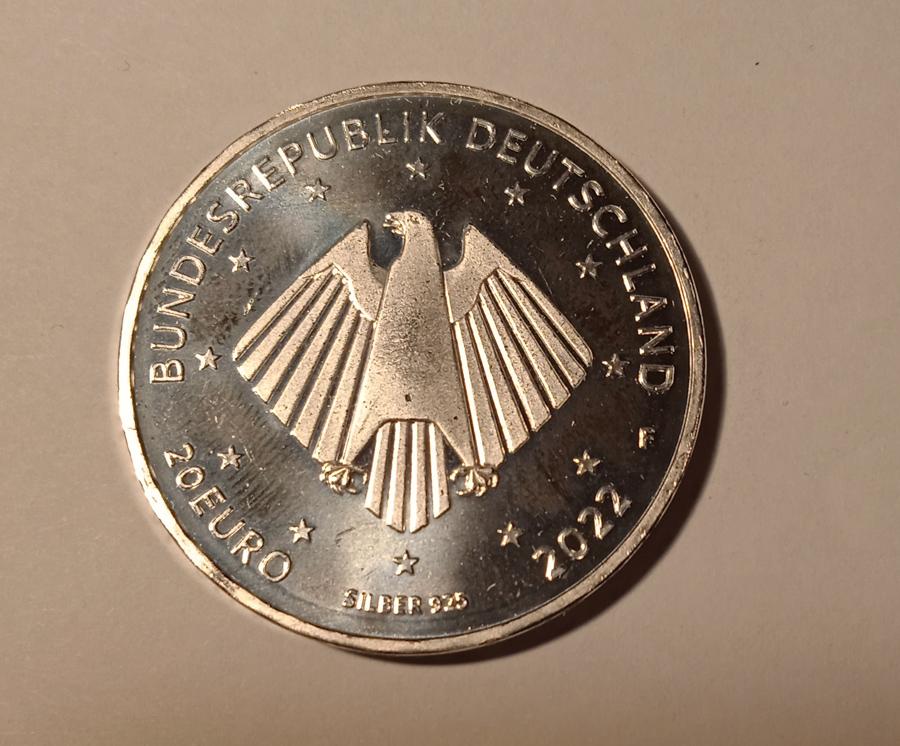 BUNDESREPUBLIK DEUTSCHLAND
F
20 EURO
SILBER 925
2022